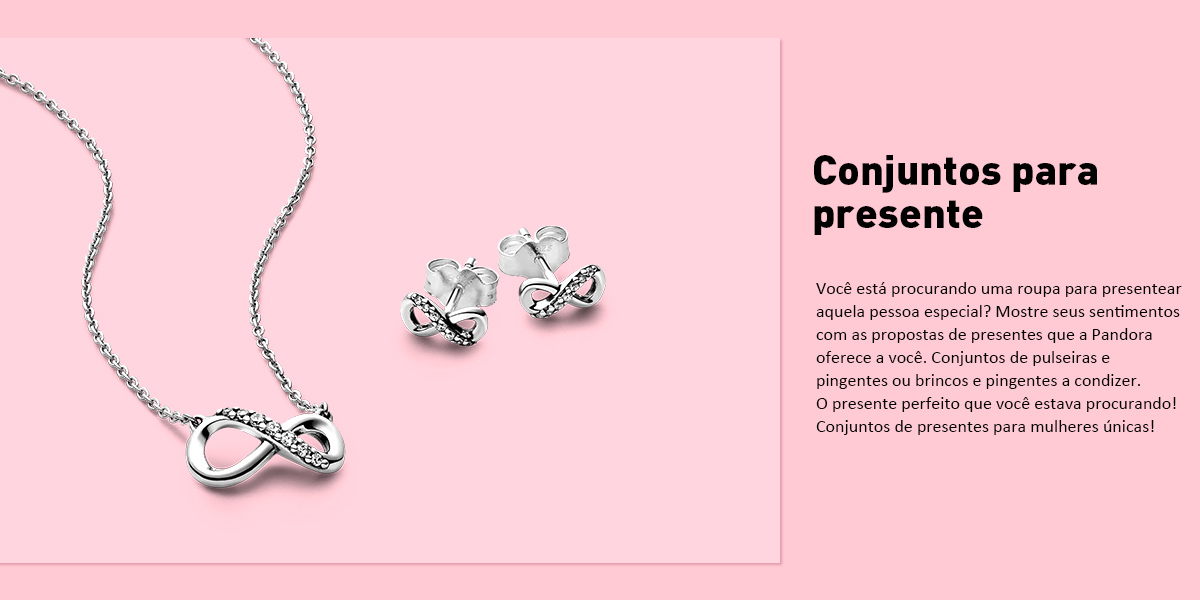 Conjuntos para
presente
Você está procurando uma roupa para presentear
aquela pessoa especial? Mostre seus sentimentos
com as propostas de presentes que a Pandora
oferece a você. Conjuntos de pulseiras e
pingentes ou brincos e pingentes a condizer.
O presente perfeito que você estava procurando!
Conjuntos de presentes para mulheres únicas!